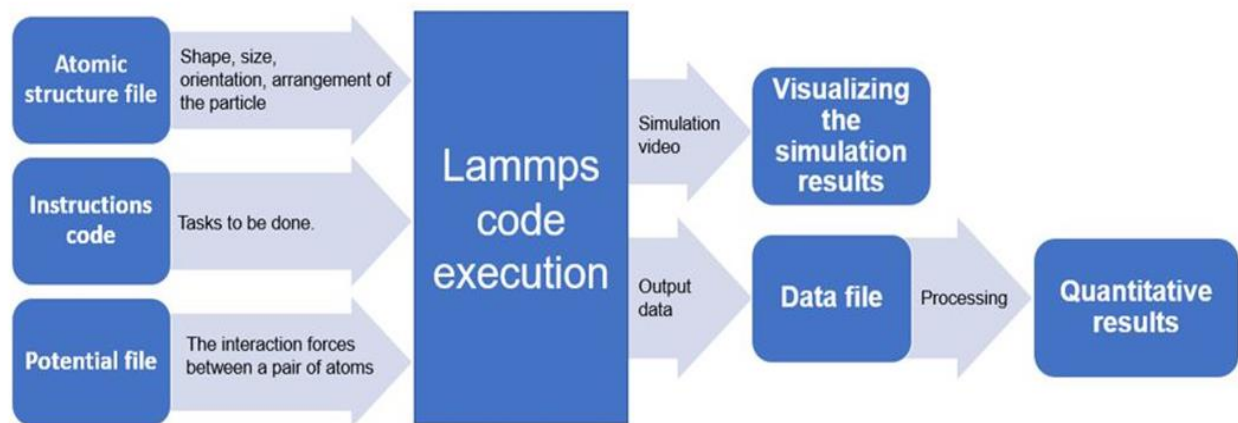 Atomic
structure file
Shape, size,
orientation, arrangement of
the particle
Instructions
code
Tasks to be done.
Potential file
The interaction forces
between a pair of atoms
Lammps
code
execution
Simulation
video
Visualizing
the
simulation
results
Output
data
Data file
Processing
Quantitative
results